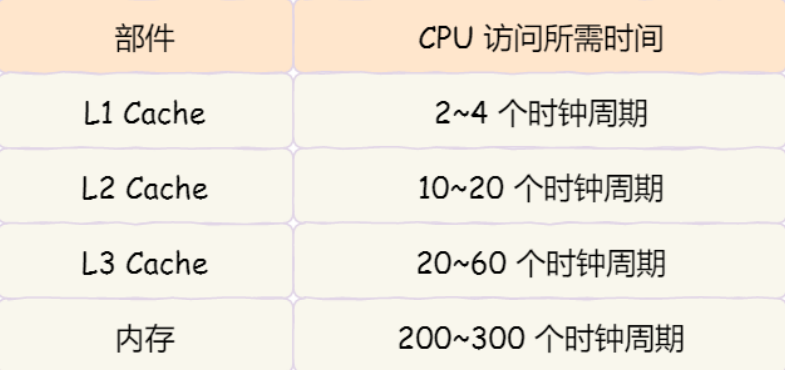 部件 CPU 访问所需时间
L1 Cache 2~4 个时钟周期
L2 Cache 10~20 个时钟周期
L3 Cache 20~60 个时钟周期
内存 200~300 个时钟周期